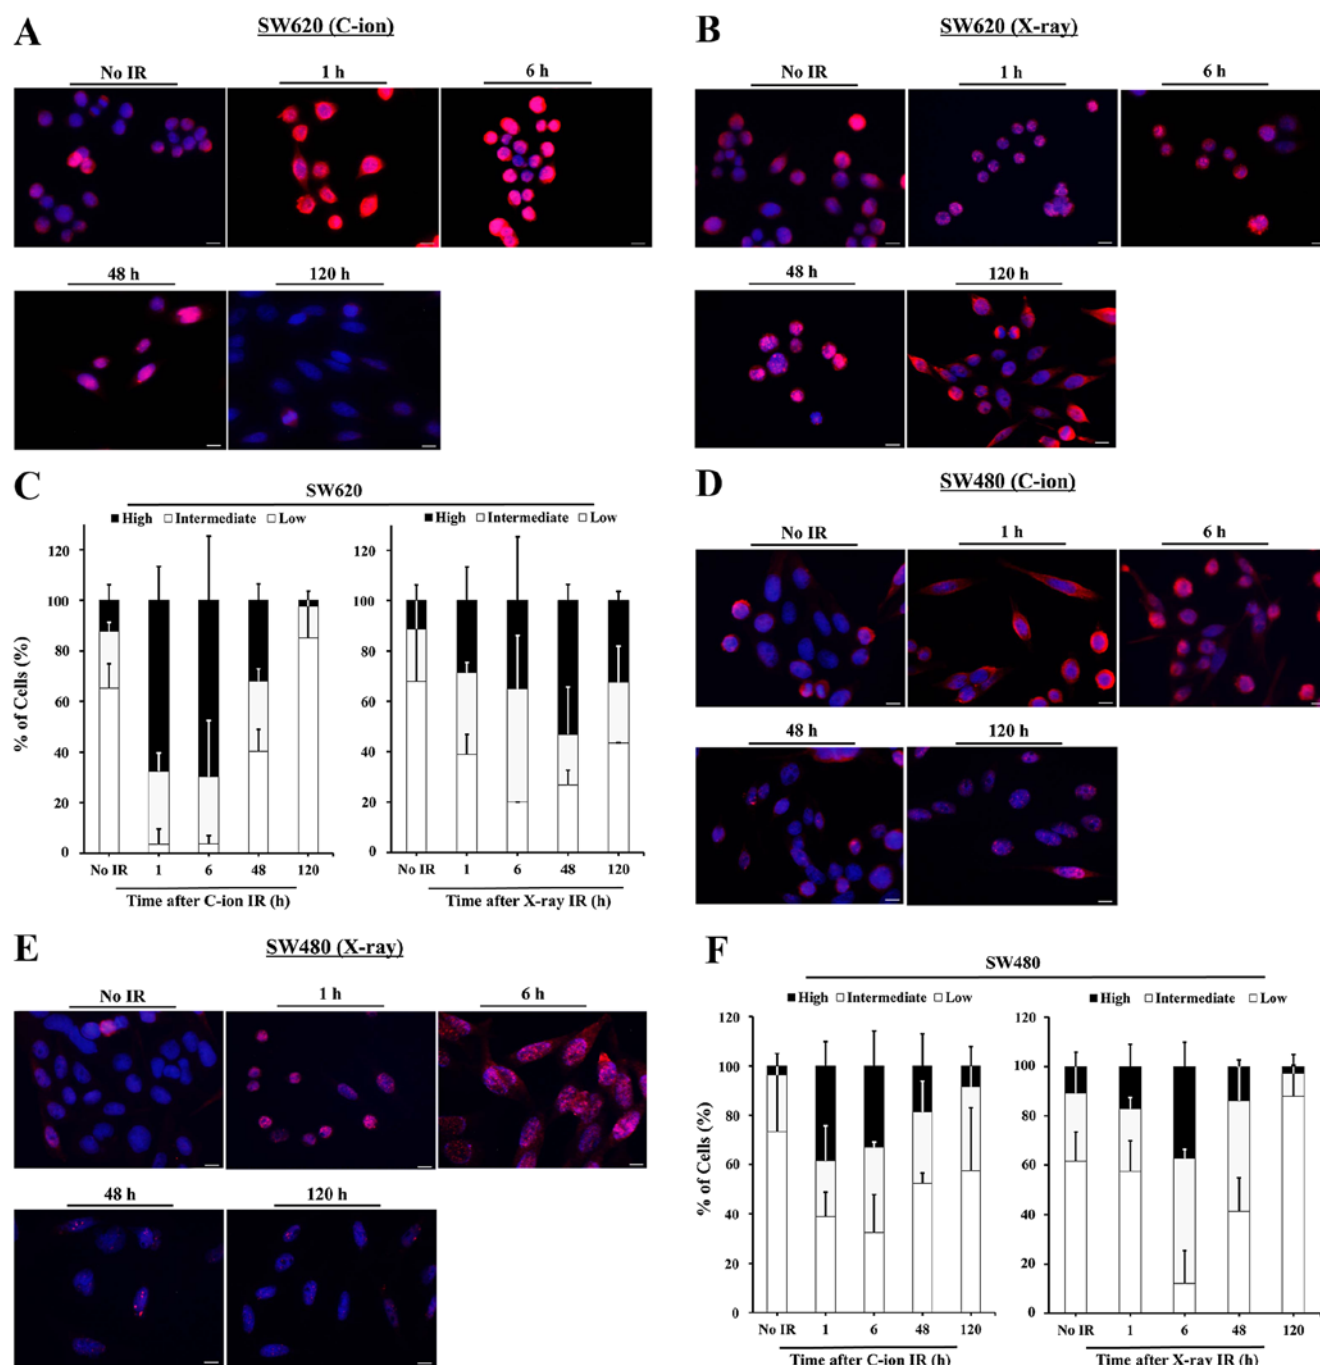 A
SW620 (C-ion)
No IR
1 h
6 h
48 h
120 h
B
SW620 (X-ray)
No IR
1 h
6 h
48 h
120 h
C
SW620
High Intermediate Low
% of Cells (%)
120
100
80
60
40
20
0
No IR 1 6 48 120
Time after C-ion IR (h)
High Intermediate Low
120
100
80
60
40
20
0
No IR 1 6 48 120
Time after X-ray IR (h)
D
SW480 (C-ion)
No IR
1 h
6 h
48 h
120 h
E
SW480 (X-ray)
No IR
1 h
6 h
48 h
120 h
F
SW480
High Intermediate Low
% of Cells (%)
120
100
80
60
40
20
0
No IR 1 6 48 120
Time after C-ion IR (h)
High Intermediate Low
120
100
80
60
40
20
0
No IR 1 6 48 120
Time after X-ray IR (h)